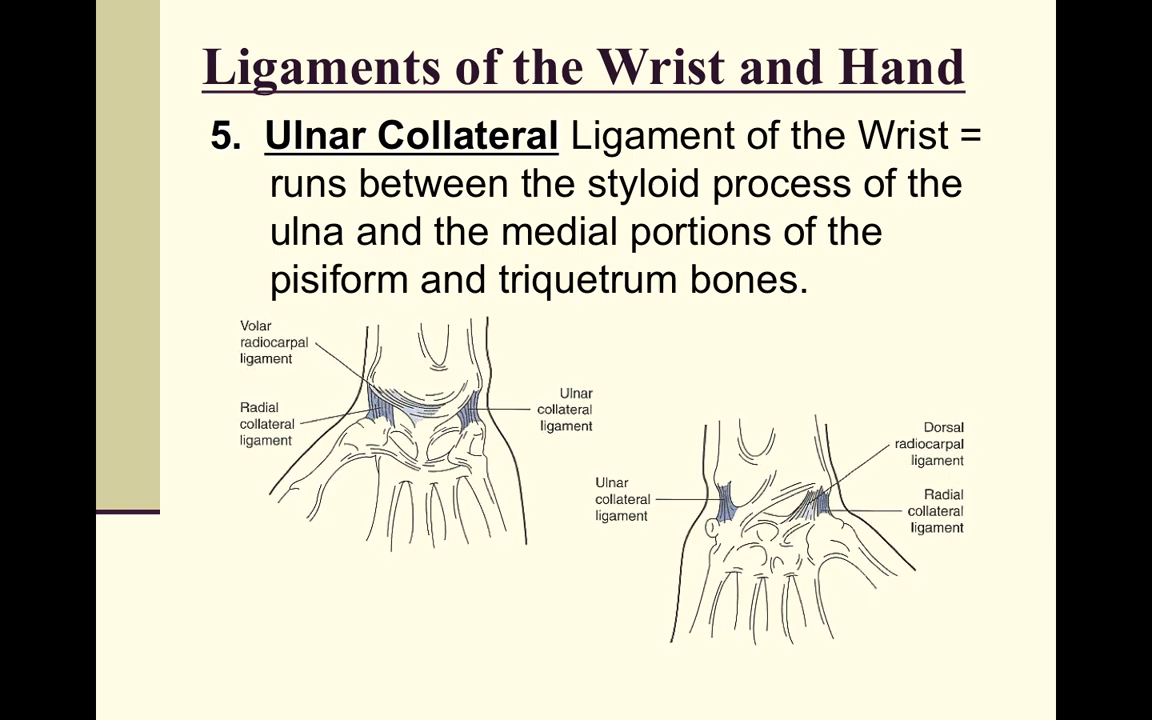 Ligaments of the Wrist and Hand
5. Ulnar Collateral Ligament of the Wrist =
runs between the styloid process of the
ulna and the medial portions of the
pisiform and triquetrum bones.
Volar
radiocarpal
ligament
Radial
collateral
ligament
Ulnar
collateral
ligament
Ulnar
collateral
ligament
Dorsal
radiocarpal
ligament
Radial
collateral
ligament